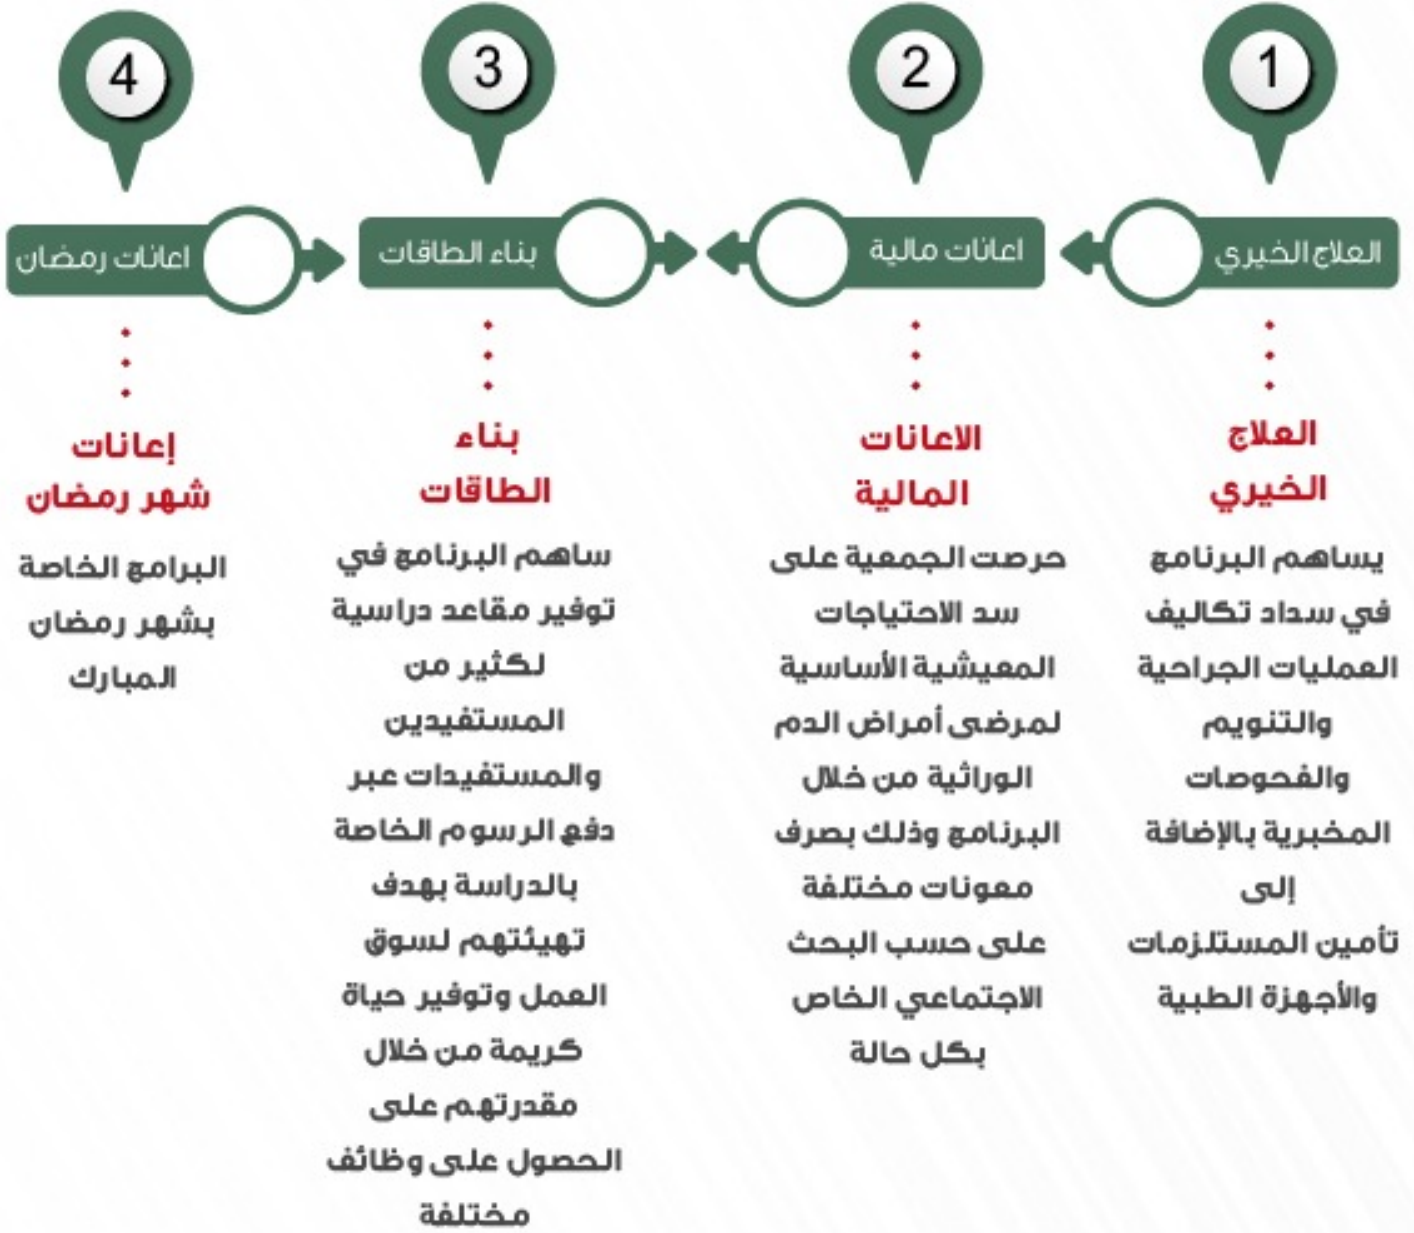 1
العلاج الخيري
العلاج
الخيري
يساهم البرنامج
في سداد تكاليف
العمليات الجراحية
والتنويم
والفحوصات
المخبرية بالإضافة
إلى
تأمين المستلزمات
والأجهزة الطبية
2
اعانات مالية
الاعانات
المالية
حرصت الجمعية على
سد الاحتياجات
المعيشية الأساسية
لمرضى أمراض الدم
الوراثية من خلال
البرنامج وذلك بصرف
معونات مختلفة
على حسب البحث
الاجتماعي الخاص
بكل حالة
3
بناء الطاقات
بناء
الطاقات
ساهم البرنامج في
توفير مقاعد دراسية
لكثير من
المستفيدين
والمستفيدات عبر
دفع الرسوم الخاصة
بالدراسة بهدف
تهيئتهم لسوق
العمل وتوفير حياة
كريمة من خلال
مقدرتهم على
الحصول على وظائف
مختلفة
4
اعانات رمضان
إعانات
شهر رمضان
البرامج الخاصة
بشهر رمضان
المبارك